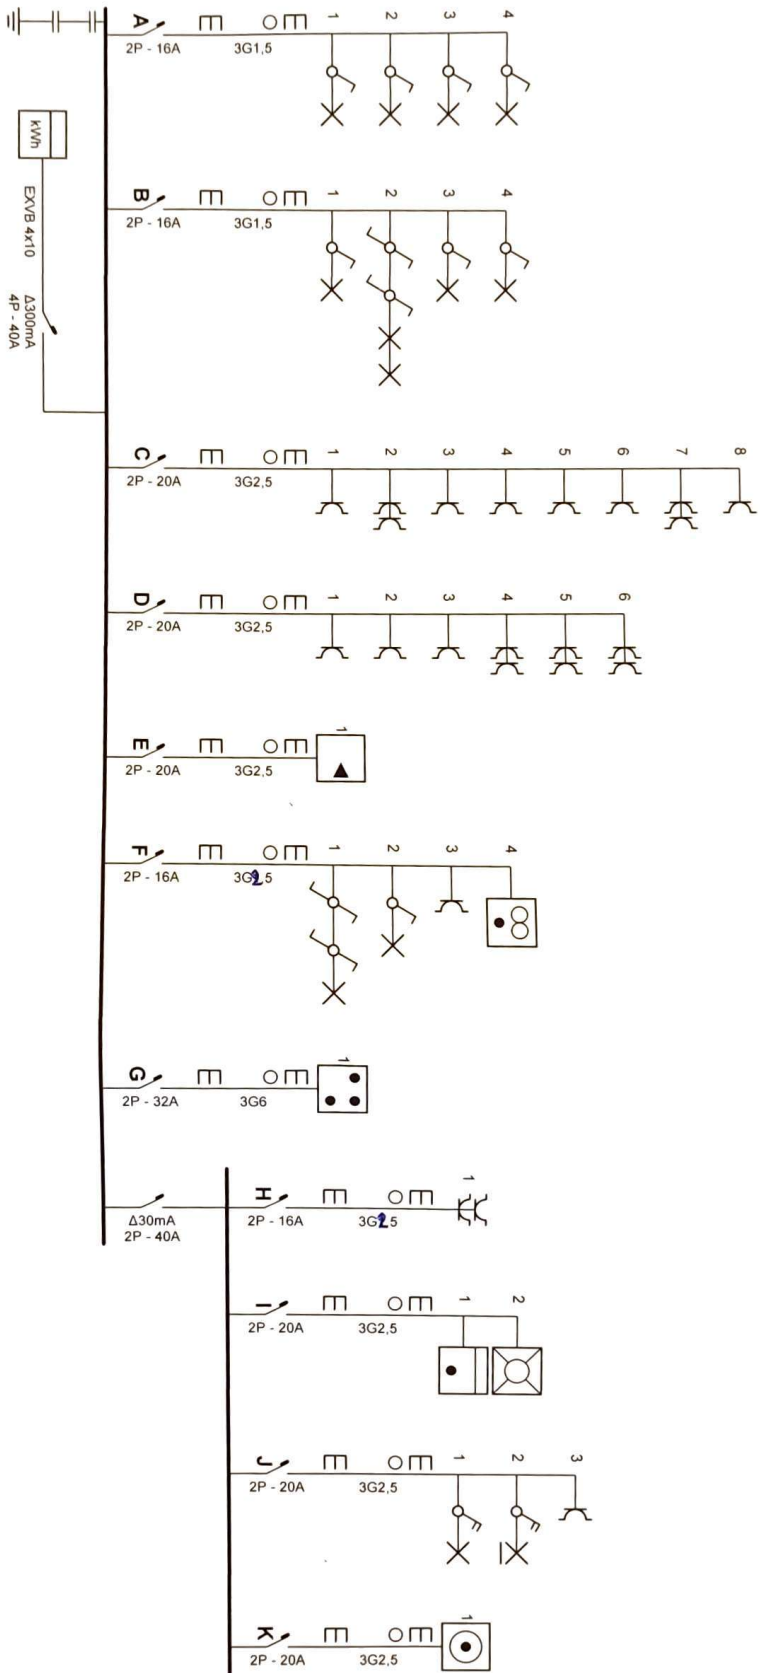 kWh
EXVB 4x10
Δ300mA
4P - 40A
A
2P - 16A
3G1,5
1
2
3
4
B
2P - 16A
3G1,5
1
2
3
4
C
2P - 20A
3G2,5
1
2
3
4
5
6
7
8
D
2P - 20A
3G2,5
1
2
3
4
5
6
E
2P - 20A
3G2,5
1
F
2P - 16A
3G2,5
1
2
3
4
G
2P - 32A
3G6
1
Δ30mA
2P - 40A
H
2P - 16A
3G2,5
1
I
2P - 20A
3G2,5
1
2
J
2P - 20A
3G2,5
1
2
3
K
2P - 20A
3G2,5
1